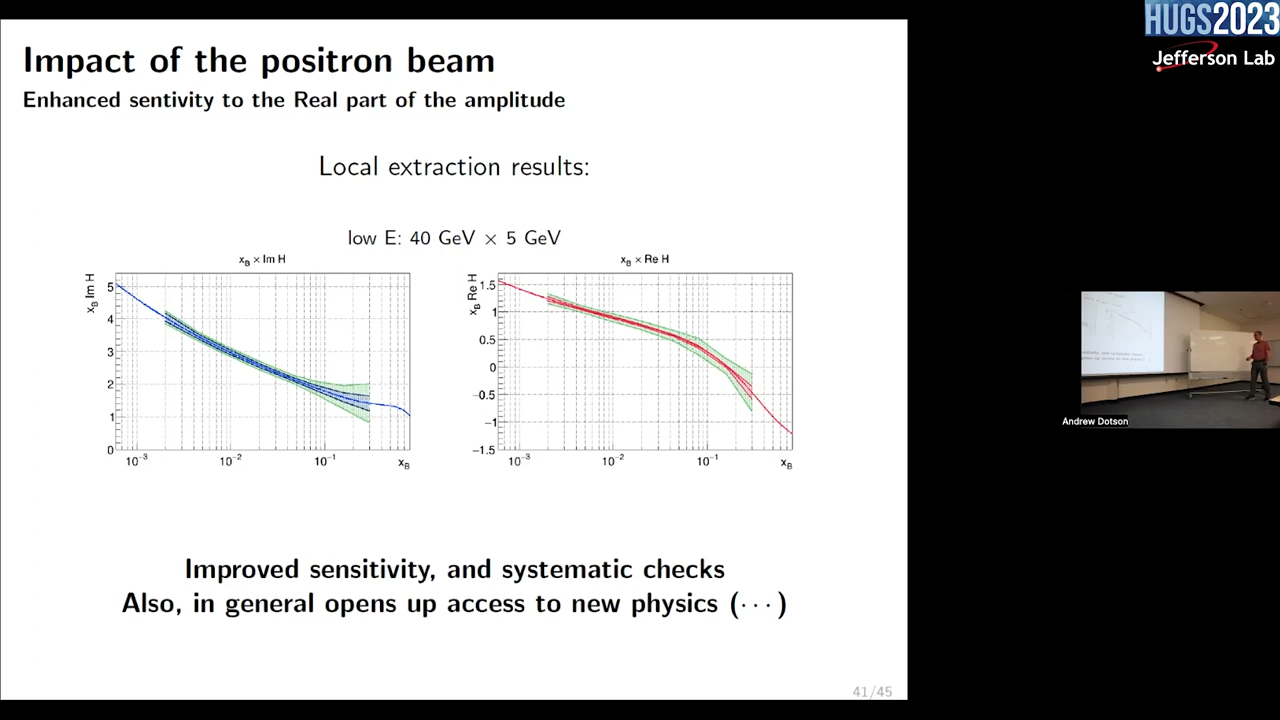 HUGS2023
Jefferson Lab
Impact of the positron beam
Enhanced sentivity to the Real part of the amplitude
Local extraction results:
low E: 40 GeV × 5 GeV
x_B × Im H
x_B Im H
5
4
3
2
1
0
10⁻³
10⁻²
10⁻¹
x_B
x_B × Re H
x_B Re H
1.5
1
0.5
0
−0.5
−1
−1.5
10⁻³
10⁻²
10⁻¹
x_B
Andrew Dotson
Improved sensitivity, and systematic checks
Also, in general opens up access to new physics (· · · )
41/45